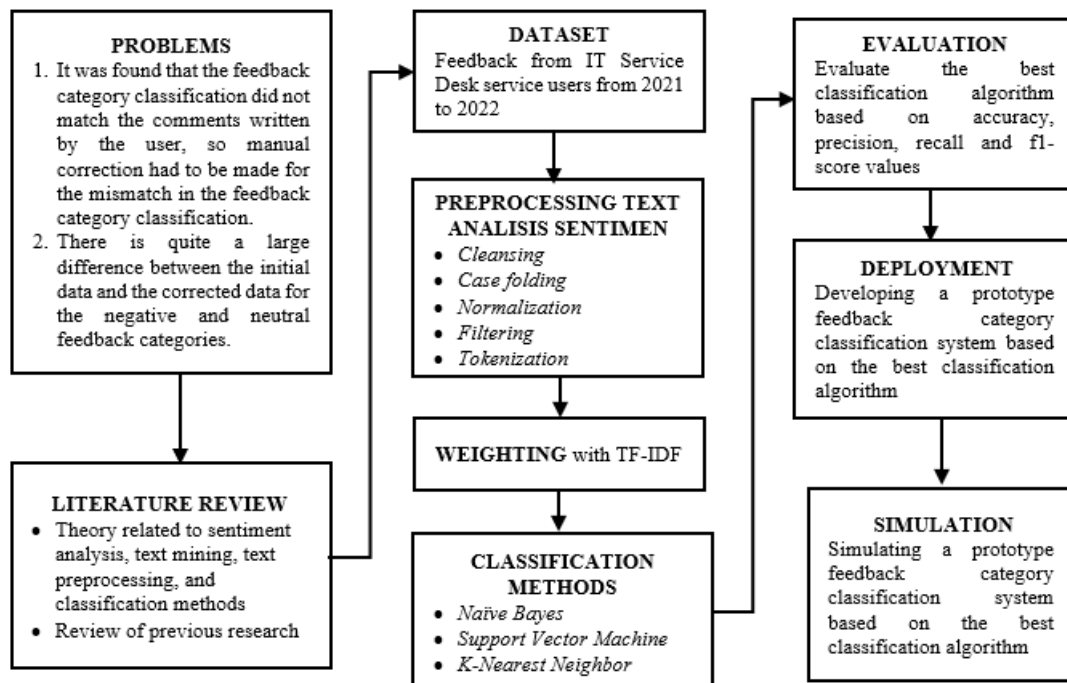 PROBLEMS
1. It was found that the feedback
category classification did not
match the comments written
by the user, so manual
correction had to be made for
the mismatch in the feedback
category classification.
2. There is quite a large
difference between the initial
data and the corrected data for
the negative and neutral
feedback categories.
LITERATURE REVIEW
• Theory related to sentiment
analysis, text mining, text
preprocessing, and
classification methods
• Review of previous research
DATASET
Feedback from IT Service
Desk service users from 2021
to 2022
PREPROCESSING TEXT
ANALISIS SENTIMEN
• Cleansing
• Case folding
• Normalization
• Filtering
• Tokenization
WEIGHTING with TF-IDF
CLASSIFICATION
METHODS
• Naïve Bayes
• Support Vector Machine
• K-Nearest Neighbor
EVALUATION
Evaluate the best
classification algorithm
based on accuracy,
precision, recall and f1-
score values
DEPLOYMENT
Developing a prototype
feedback category
classification system based
on the best classification
algorithm
SIMULATION
Simulating a prototype
feedback category
classification system
based on the best
classification algorithm